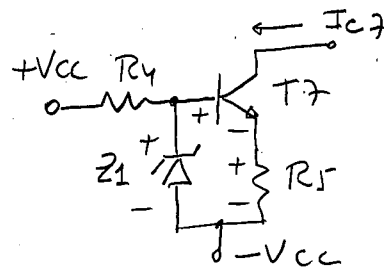 Ic7
+Vcc R4
T7
+ -
+
Z1
-
+
R5
-
-Vcc